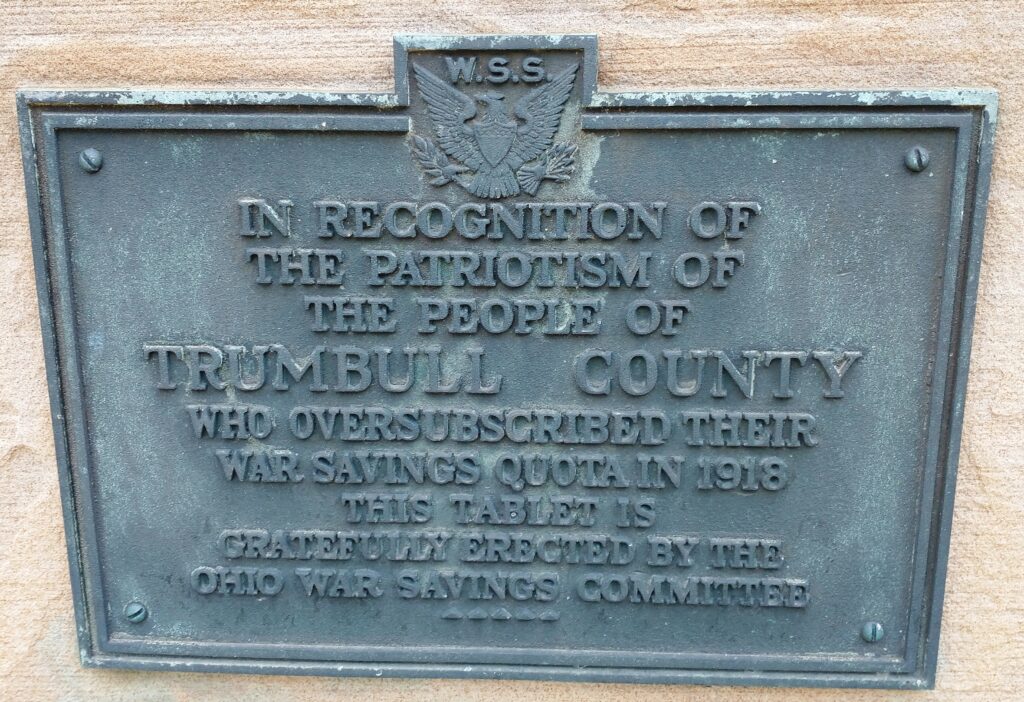 W.S.S.
IN RECOGNITION OF
THE PATRIOTISM OF
THE PEOPLE OF
TRUMBULL COUNTY
WHO OVERSUBSCRIBED THEIR
WAR SAVINGS QUOTA IN 1918
THIS TABLET IS
GRATEFULLY ERECTED BY THE
OHIO WAR SAVINGS COMMITTEE